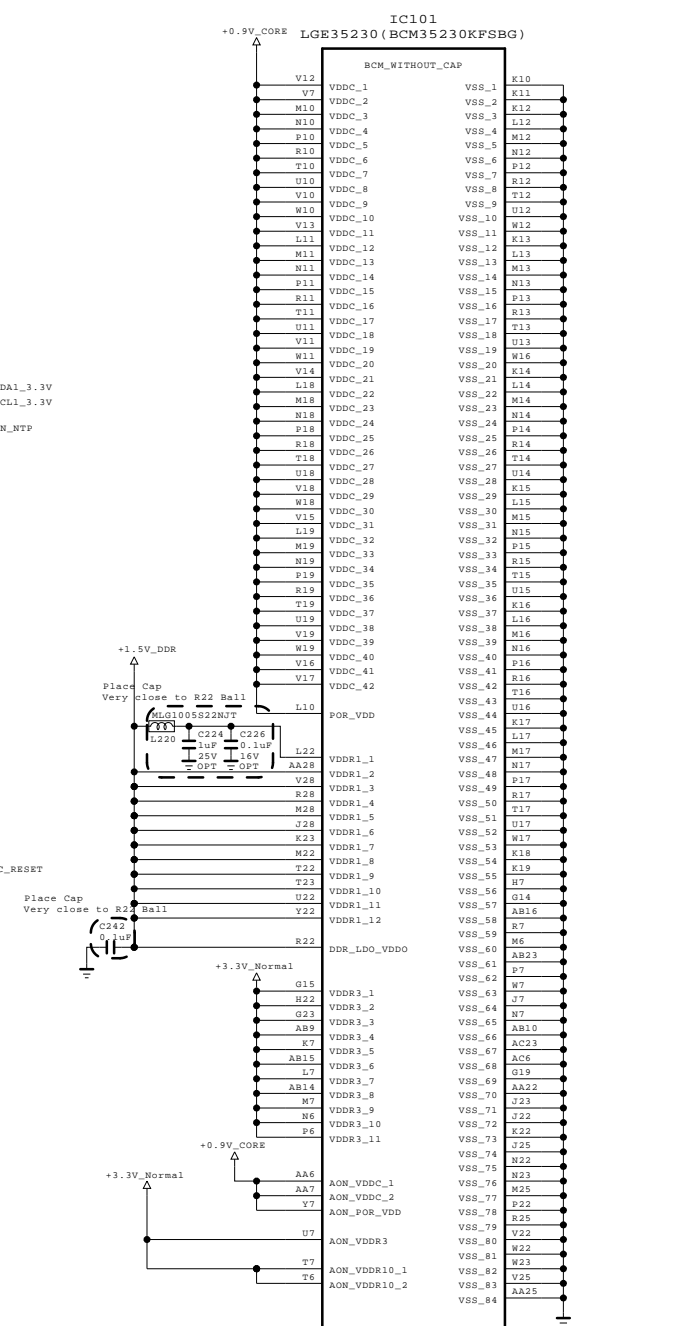 IC101
+0.9V_CORE LGE35230(BCM35230KFSBG)
BCM_WITHOUT_CAP
V12 VDDC_1 VSS_1 K10
V7 VDDC_2 VSS_2 K11
M10 VDDC_3 VSS_3 K12
N10 VDDC_4 VSS_4 L12
P10 VDDC_5 VSS_5 M12
R10 VDDC_6 VSS_6 N12
T10 VDDC_7 VSS_7 P12
U10 VDDC_8 VSS_8 R12
V10 VDDC_9 VSS_9 T12
W10 VDDC_10 VSS_10 U12
V13 VDDC_11 VSS_11 W12
L11 VDDC_12 VSS_12 K13
M11 VDDC_13 VSS_13 L13
N11 VDDC_14 VSS_14 M13
P11 VDDC_15 VSS_15 N13
R11 VDDC_16 VSS_16 P13
T11 VDDC_17 VSS_17 R13
U11 VDDC_18 VSS_18 T13
V11 VDDC_19 VSS_19 U13
W11 VDDC_20 VSS_20 W16
V14 VDDC_21 VSS_21 K14
DA1_3.3V
L18 VDDC_22 VSS_22 L14
CL1_3.3V
M18 VDDC_23 VSS_23 M14
N18 VDDC_24 VSS_24 N14
N_NTP
P18 VDDC_25 VSS_25 P14
R18 VDDC_26 VSS_26 R14
T18 VDDC_27 VSS_27 T14
U18 VDDC_28 VSS_28 U14
V18 VDDC_29 VSS_29 K15
W18 VDDC_30 VSS_30 L15
V15 VDDC_31 VSS_31 M15
L19 VDDC_32 VSS_32 N15
M19 VDDC_33 VSS_33 P15
N19 VDDC_34 VSS_34 R15
P19 VDDC_35 VSS_35 T15
R19 VDDC_36 VSS_36 U15
T19 VDDC_37 VSS_37 K16
U19 VDDC_38 VSS_38 L16
V19 VDDC_39 VSS_39 M16
+1.5V_DDR
W19 VDDC_40 VSS_40 N16
V16 VDDC_41 VSS_41 P16
V17 VDDC_42 VSS_42 R16
Place Cap
Very close to R22 Ball
VSS_43 T16
L10 POR_VDD VSS_44 U16
MLG1005S22NJT
L220
C224
1uF
25V
OPT
C226
0.1uF
16V
OPT
VSS_45 K17
VSS_46 L17
L22 VDDR1_1 VSS_47 M17
AA28 VDDR1_2 VSS_48 N17
V28 VDDR1_3 VSS_49 P17
R28 VDDR1_4 VSS_50 R17
M28 VDDR1_5 VSS_51 T17
J28 VDDR1_6 VSS_52 U17
K23 VDDR1_7 VSS_53 W17
M22 VDDR1_8 VSS_54 K18
C_RESET
T22 VDDR1_9 VSS_55 K19
T23 VDDR1_10 VSS_56 H7
U22 VDDR1_11 VSS_57 G14
Y22 VDDR1_12 VSS_58 AB16
Place Cap
Very close to R22 Ball
C242
0.1uF
VSS_59 R7
R22 DDR_LDO_VDDO VSS_60 M6
VSS_61 AB23
+3.3V_Normal
VSS_62 P7
G15 VDDR3_1 VSS_63 W7
H22 VDDR3_2 VSS_64 J7
G23 VDDR3_3 VSS_65 N7
AB9 VDDR3_4 VSS_66 AB10
K7 VDDR3_5 VSS_67 AC23
AB15 VDDR3_6 VSS_68 AC6
L7 VDDR3_7 VSS_69 G19
AB14 VDDR3_8 VSS_70 AA22
M7 VDDR3_9 VSS_71 J23
N6 VDDR3_10 VSS_72 J22
P6 VDDR3_11 VSS_73 K22
+0.9V_CORE
VSS_74 J25
VSS_75 N22
+3.3V_Normal
AA6 AON_VDDC_1 VSS_76 N23
AA7 AON_VDDC_2 VSS_77 M25
Y7 AON_POR_VDD VSS_78 P22
VSS_79 R25
U7 AON_VDDR3 VSS_80 V22
VSS_81 W22
T7 AON_VDDR10_1 VSS_82 W23
T6 AON_VDDR10_2 VSS_83 V25
VSS_84 AA25